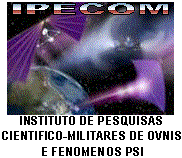 IPECOM
INSTITUTO DE PESQUISAS
CIENTIFICO-MILITARES DE OVNIS
E FENOMENOS PSI